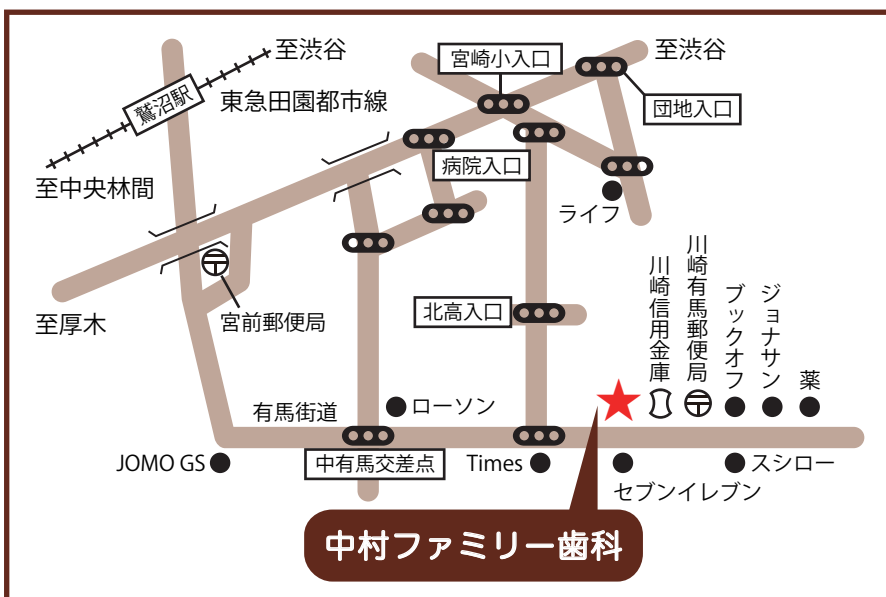 至渋谷
宮崎小入口
至渋谷
鷺沼駅
東急田園都市線
団地入口
病院入口
至中央林間
ライフ
川崎信用金庫
川崎有馬郵便局
ブックオフ
ジョナサン
薬
宮前郵便局
北高入口
至厚木
有馬街道
ローソン
JOMO GS
中有馬交差点
Times
スシロー
セブンイレブン
中村ファミリー歯科